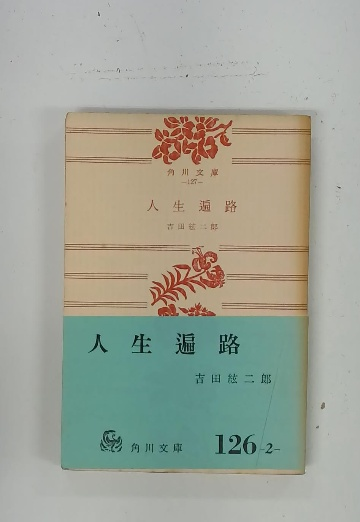 角川文庫
—127—
人生遍路
吉田絃二郎
人生遍路
吉田絃二郎
角川文庫
126-2-